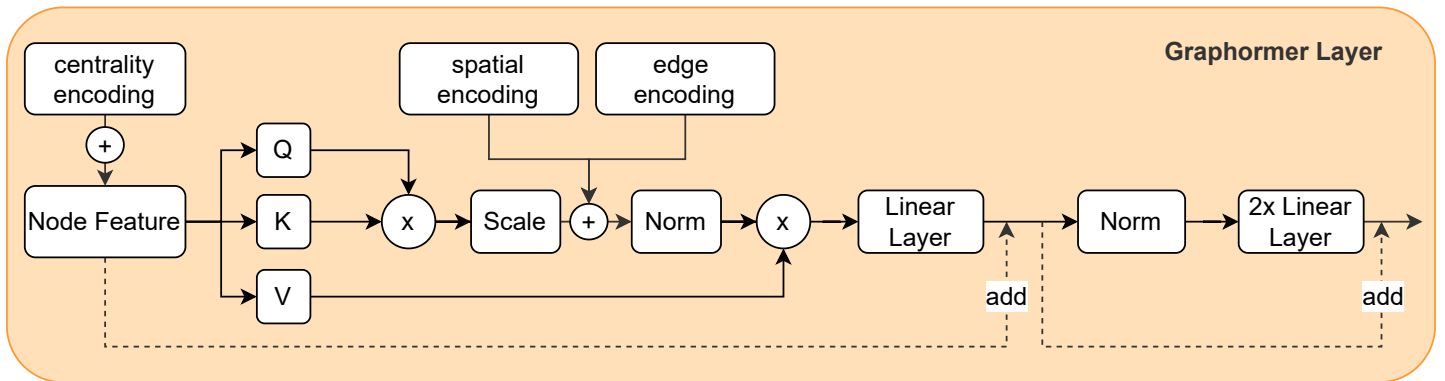 Graphormer Layer
centrality
encoding
spatial
encoding
edge
encoding
+
Q
Node Feature
K
x
Scale
+
Norm
x
Linear
Layer
Norm
2x Linear
Layer
V
add
add